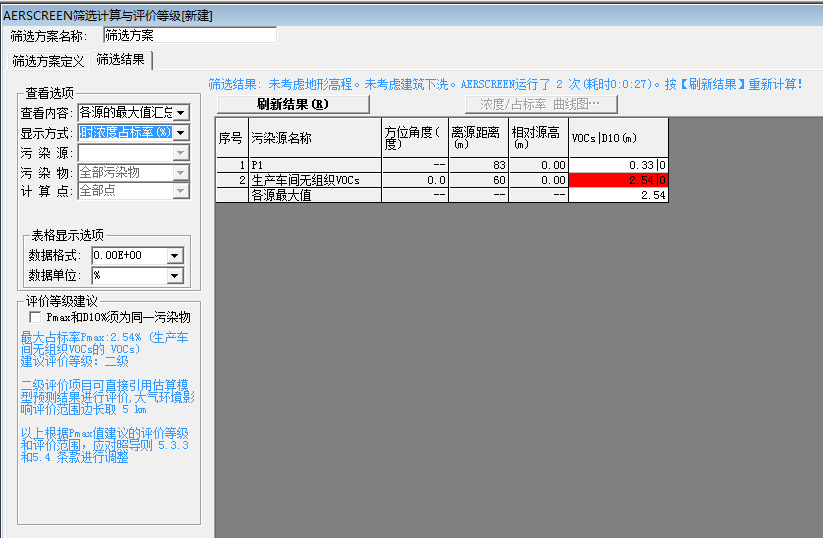 AERSCREEN筛选计算与评价等级[新建]
筛选方案名称: 筛选方案
筛选方案定义 筛选结果
筛选结果: 未考虑地形高程。未考虑建筑下洗。AERSCREEN运行了 2 次(耗时0:0:27)。按【刷新结果】重新计算!
刷新结果(R) 浓度/占标率 曲线图…
查看选项
查看内容: 各源的最大值汇总
显示方式: 时浓度占标率(%)
污 染 源:
污 染 物: 全部污染物
计 算 点: 全部点
表格显示选项
数据格式: 0.00E+00
数据单位: %
评价等级建议
Pmax和D10%须为同一污染物
最大占标率Pmax:2.54% (生产车
间无组织VOCs的 VOCs)
建议评价等级: 二级
二级评价项目可直接引用估算模
型预测结果进行评价,大气环境影
响评价范围边长取 5 km
以上根据Pmax值建议的评价等级
和评价范围, 应对照导则 5.3.3
和5.4 条款进行调整
序号 污染源名称 方位角度(度) 离源距离(m) 相对源高(m) VOCs|D10(m)
1 P1 -- 83 0.00 0.33|0
2 生产车间无组织VOCs 0.0 60 0.00 2.54|0
各源最大值 -- -- -- 2.54